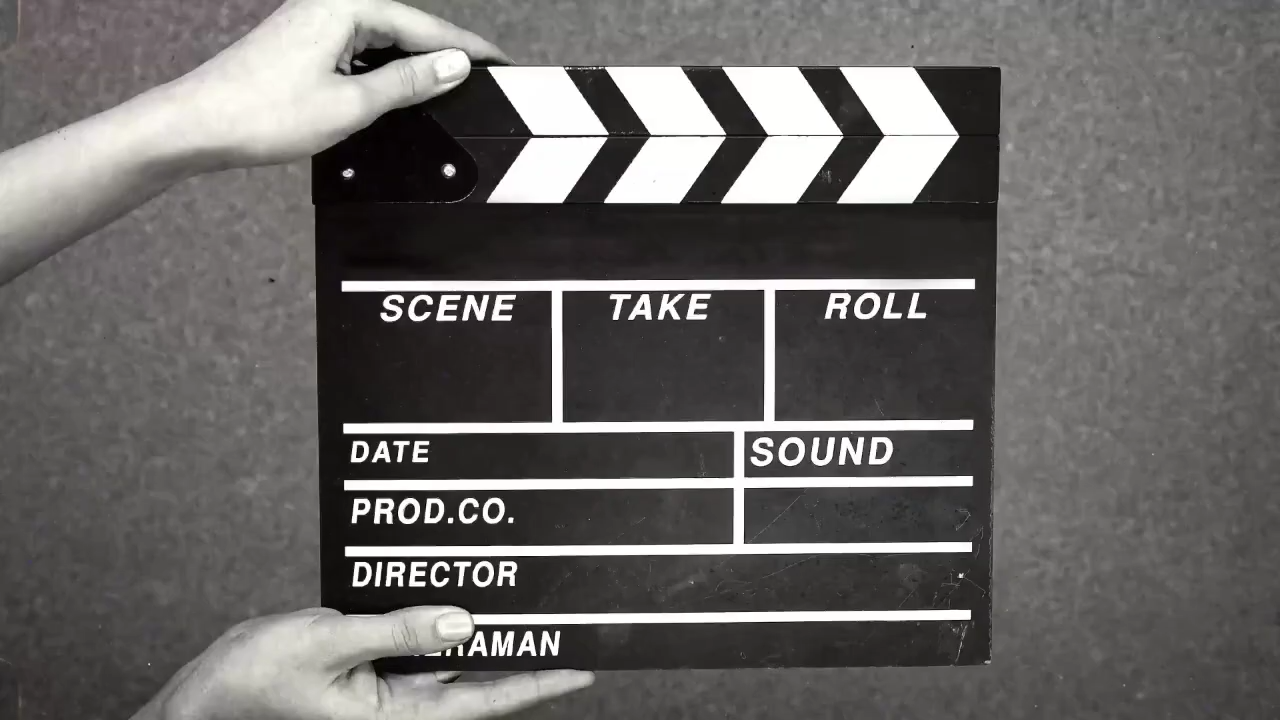 SCENE TAKE ROLL
DATE SOUND
PROD.CO.
DIRECTOR